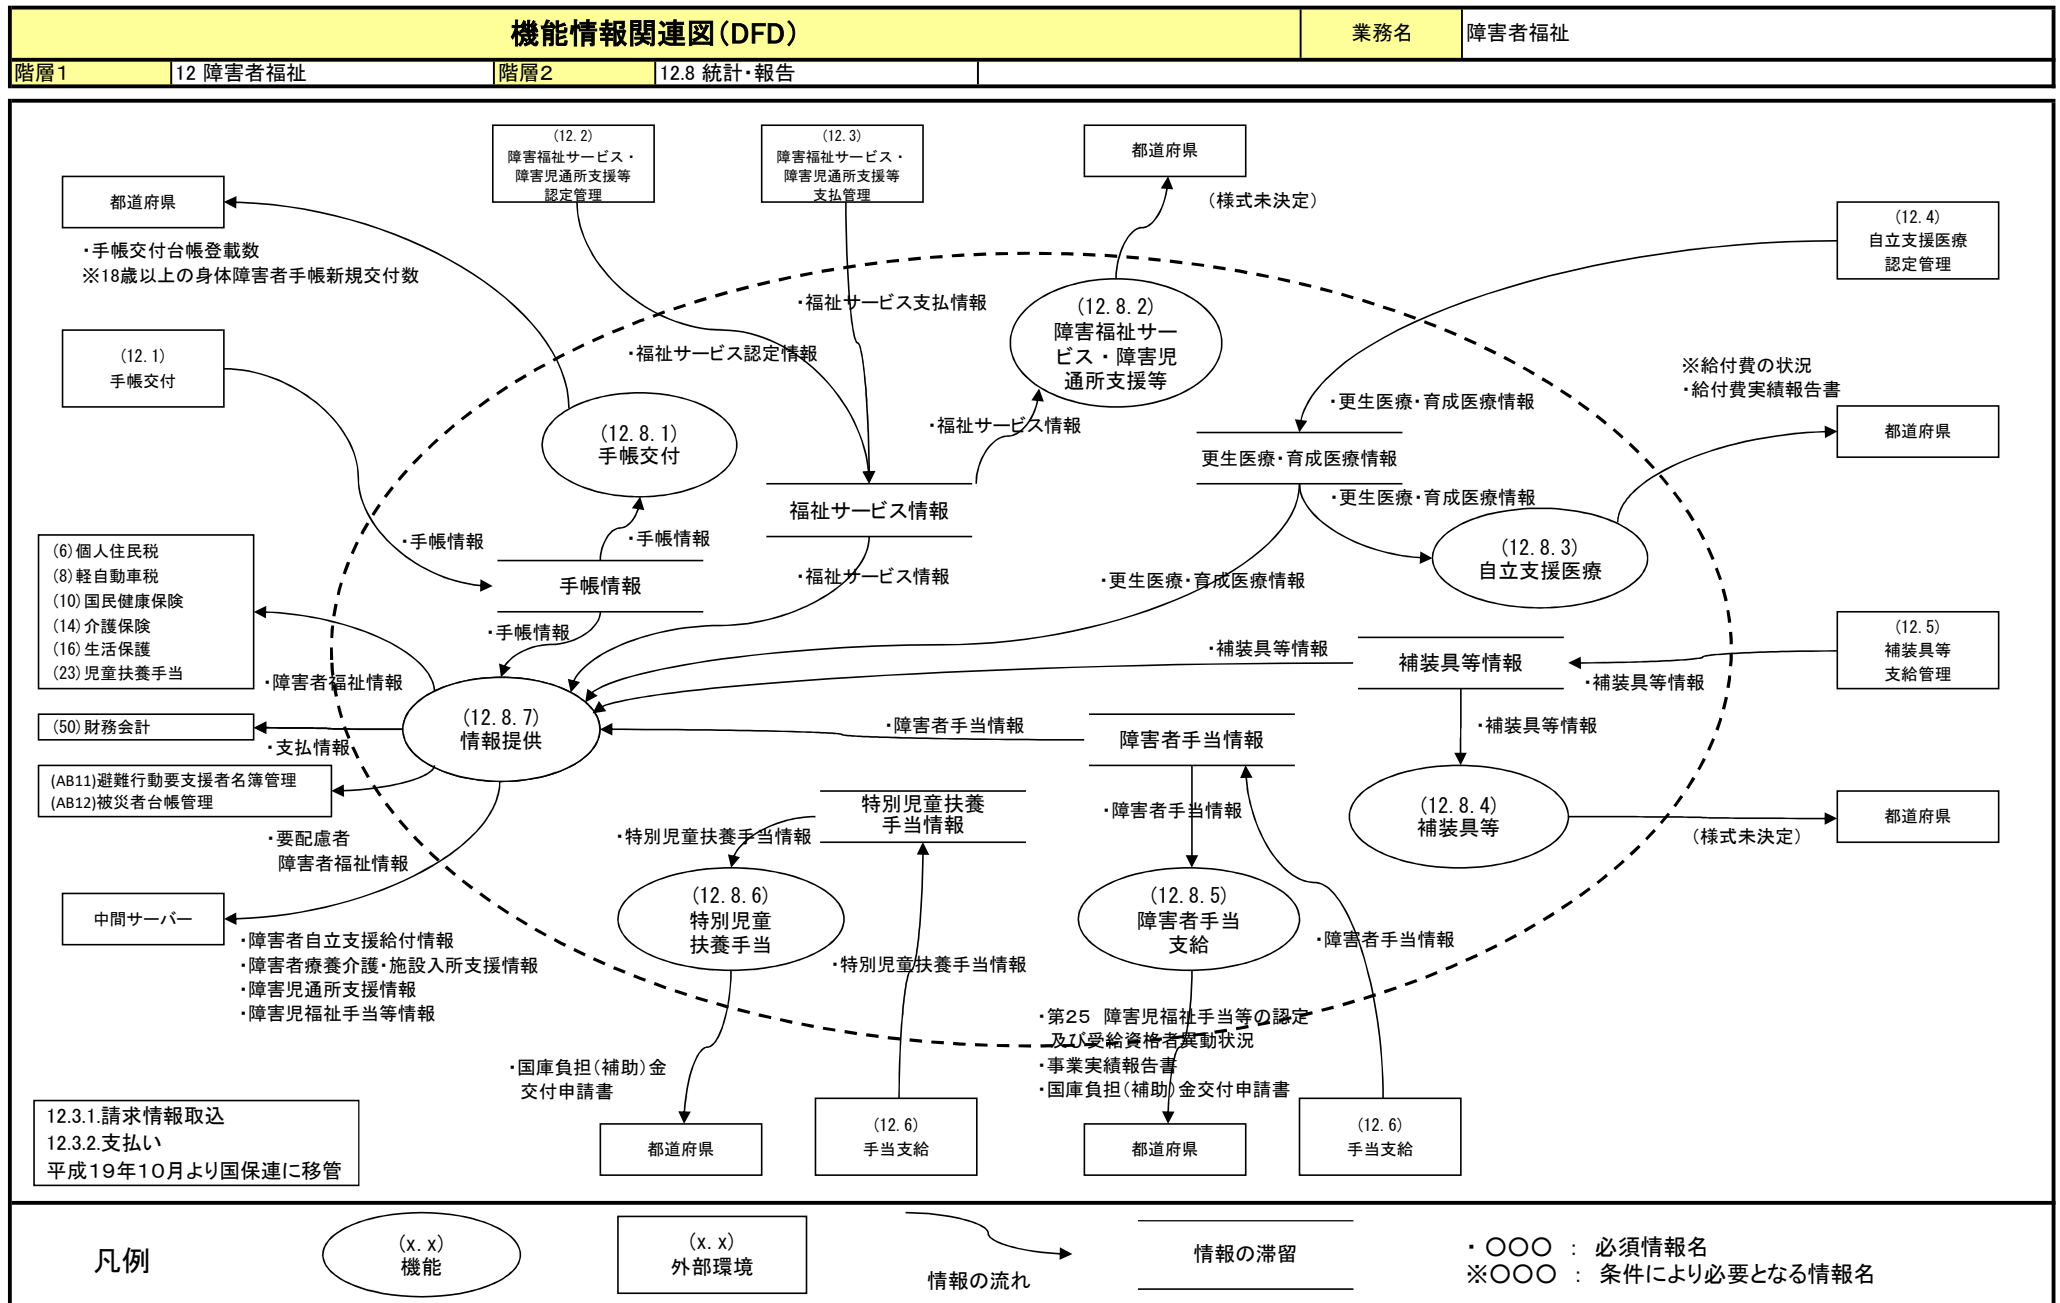 機能情報関連図(DFD)
業務名
障害者福祉
階層１
12 障害者福祉
階層２
12.8 統計・報告
都道府県
・手帳交付台帳登載数
※18歳以上の身体障害者手帳新規交付数
(12.2)
障害福祉サービス・
障害児通所支援等
認定管理
(12.3)
障害福祉サービス・
障害児通所支援等
支払管理
都道府県
(様式未決定)
(12.4)
自立支援医療
認定管理
(12.1)
手帳交付
・福祉サービス支払情報
・福祉サービス認定情報
(12.8.2)
障害福祉サー
ビス・障害児
通所支援等
※給付費の状況
・給付費実績報告書
都道府県
・更生医療・育成医療情報
(12.8.1)
手帳交付
・福祉サービス情報
更生医療・育成医療情報
・更生医療・育成医療情報
福祉サービス情報
・手帳情報
・手帳情報
(12.8.3)
自立支援医療
(6)個人住民税
(8)軽自動車税
(10)国民健康保険
(14)介護保険
(16)生活保護
(23)児童扶養手当
手帳情報
・福祉サービス情報
・更生医療・育成医療情報
・手帳情報
・補装具等情報
補装具等情報
(12.5)
補装具等
支給管理
・補装具等情報
・障害者福祉情報
(12.8.7)
情報提供
(50)財務会計
・支払情報
・障害者手当情報
障害者手当情報
・補装具等情報
(AB11)避難行動要支援者名簿管理
(AB12)被災者台帳管理
・要配慮者
障害者福祉情報
特別児童扶養
手当情報
・特別児童扶養手当情報
・障害者手当情報
(12.8.4)
補装具等
都道府県
(様式未決定)
中間サーバー
・障害者自立支援給付情報
・障害者療養介護・施設入所支援情報
・障害児通所支援情報
・障害児福祉手当等情報
(12.8.6)
特別児童
扶養手当
(12.8.5)
障害者手当
支給
・特別児童扶養手当情報
・障害者手当情報
・第２５　障害児福祉手当等の認定
及び受給資格者異動状況
・事業実績報告書
・国庫負担(補助)金交付申請書
・国庫負担(補助)金
交付申請書
都道府県
(12.6)
手当支給
都道府県
(12.6)
手当支給
12.3.1.請求情報取込
12.3.2.支払い
平成１９年１０月より国保連に移管
凡例
(x.x)
機能
(x.x)
外部環境
情報の流れ
情報の滞留
・ ○○○ ： 必須情報名
※○○○ ： 条件により必要となる情報名